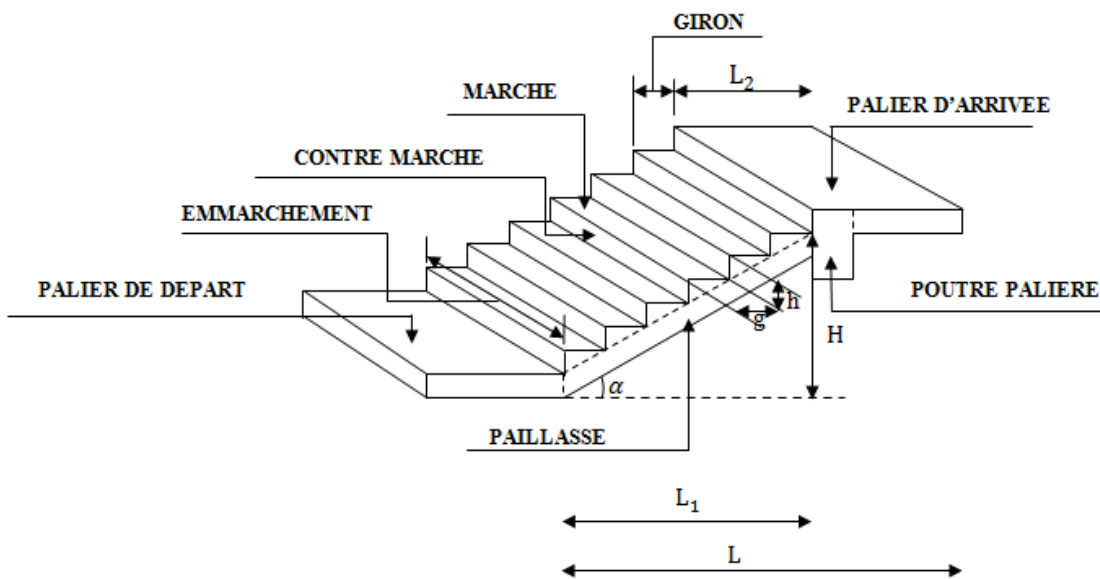 GIRON
L₂
MARCHE
PALIER D'ARRIVEE
CONTRE MARCHE
EMMARCHEMENT
PALIER DE DEPART
POUTRE PALIERE
h
g
H
α
PAILLASSE
L₁
L